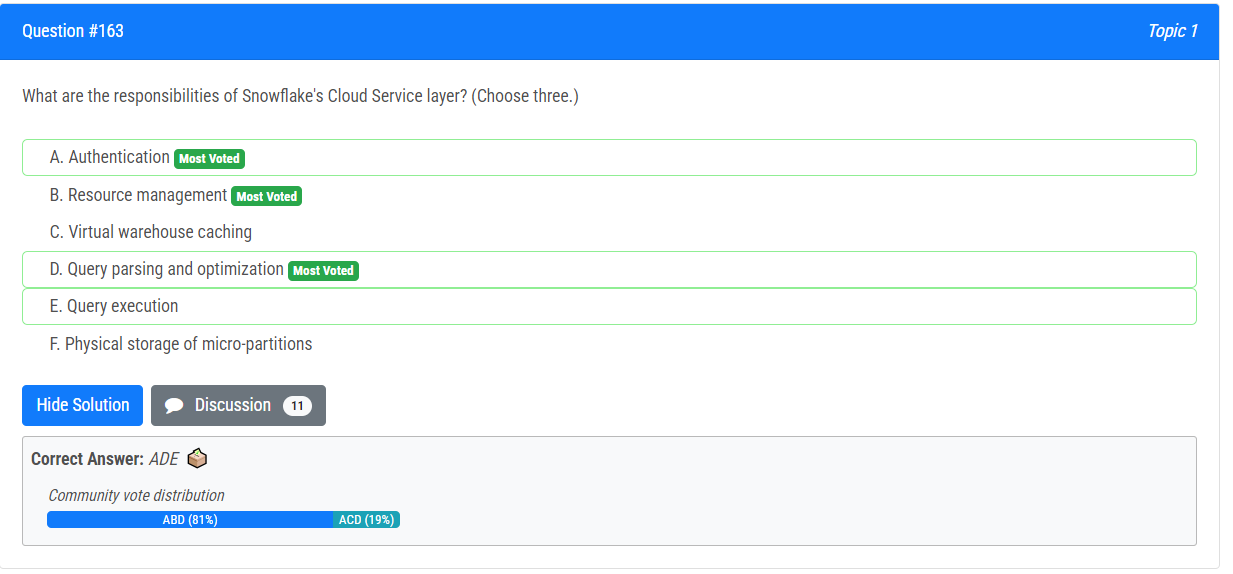 Question #163 Topic 1
What are the responsibilities of Snowflake's Cloud Service layer? (Choose three.)
A. Authentication Most Voted
B. Resource management Most Voted
C. Virtual warehouse caching
D. Query parsing and optimization Most Voted
E. Query execution
F. Physical storage of micro-partitions
Hide Solution Discussion 11
Correct Answer: ADE
Community vote distribution
ABD (81%) ACD (19%)